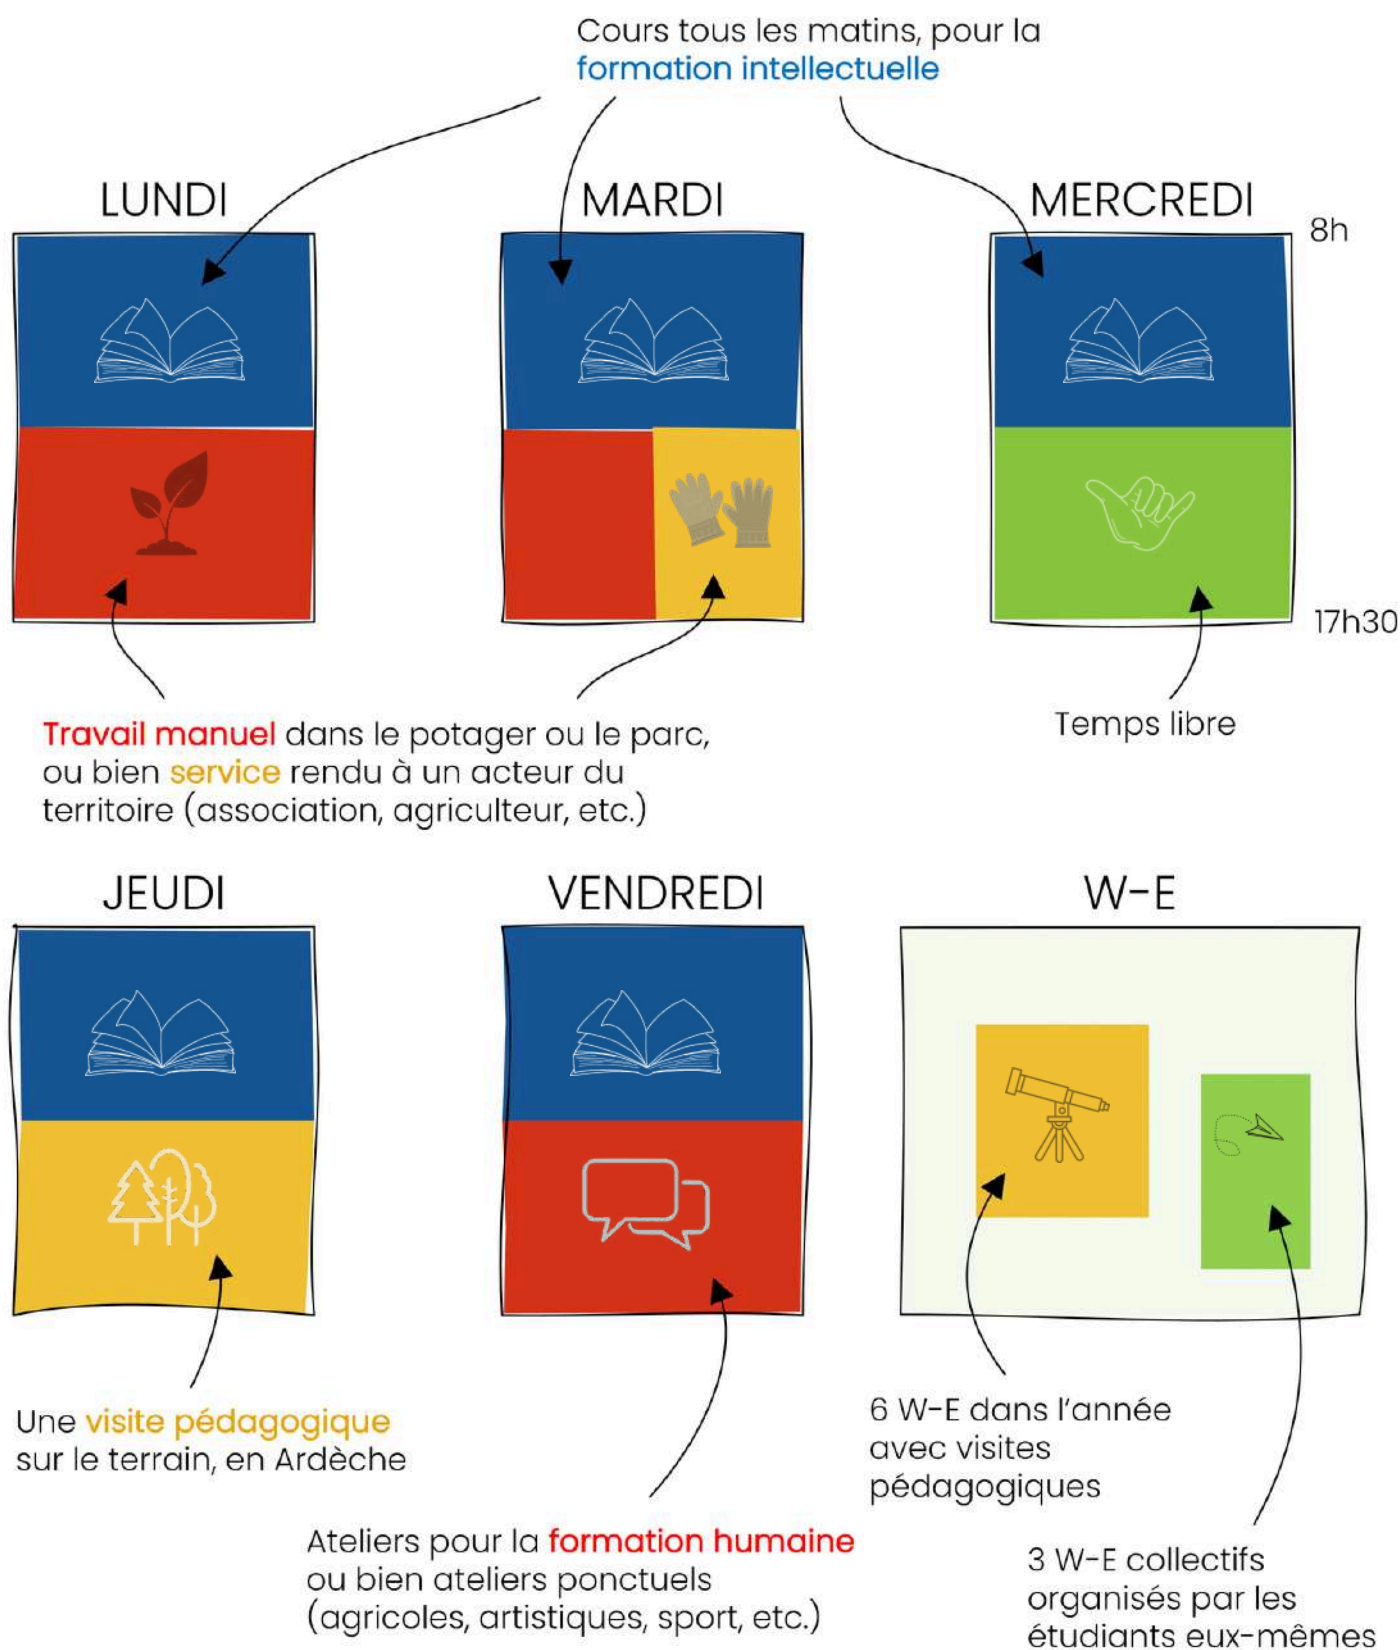 Cours tous les matins, pour la
formation intellectuelle
LUNDI
MARDI
MERCREDI
8h
17h30
Travail manuel dans le potager ou le parc,
ou bien service rendu à un acteur du
territoire (association, agriculteur, etc.)
Temps libre
JEUDI
VENDREDI
W-E
Une visite pédagogique
sur le terrain, en Ardèche
6 W-E dans l'année
avec visites
pédagogiques
Ateliers pour la formation humaine
ou bien ateliers ponctuels
(agricoles, artistiques, sport, etc.)
3 W-E collectifs
organisés par les
étudiants eux-mêmes